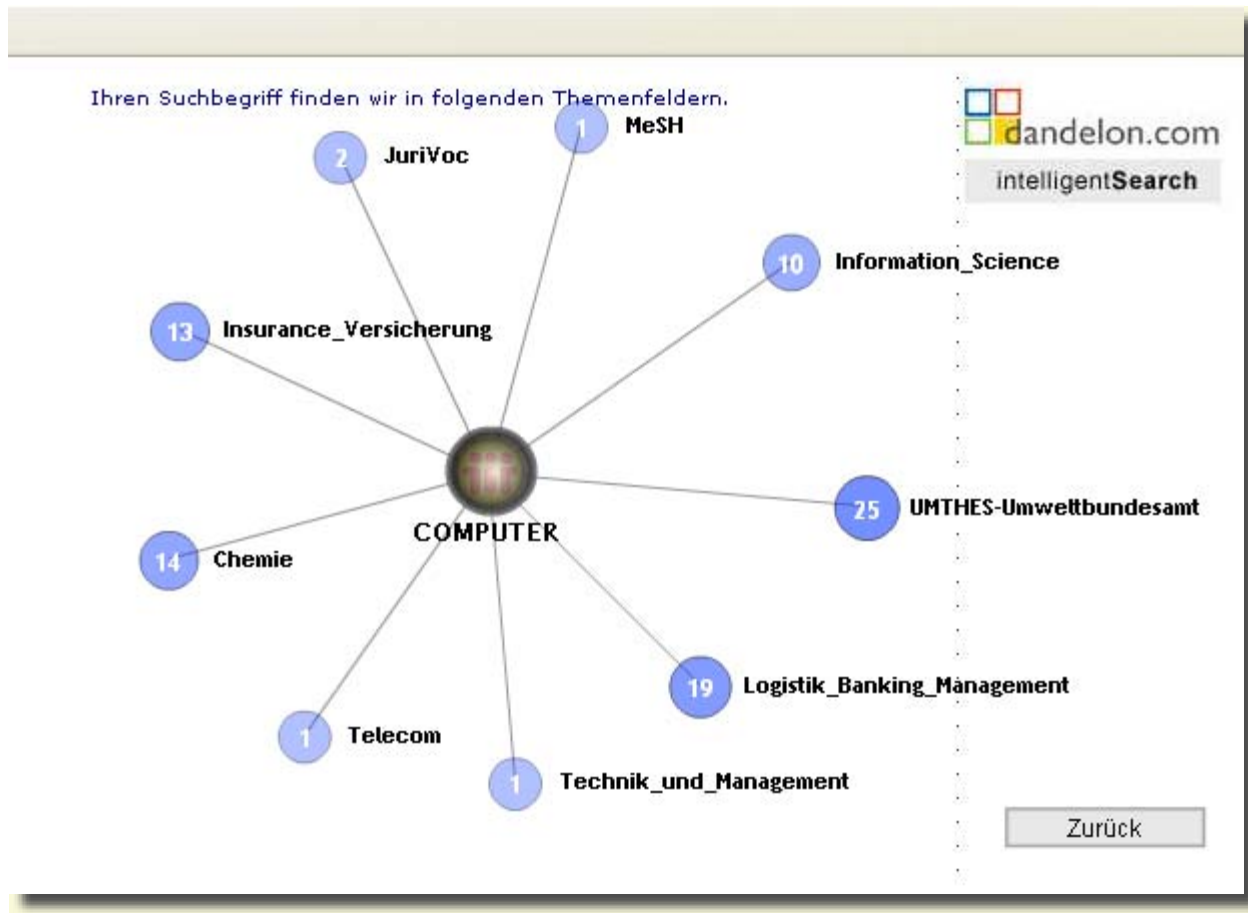 Ihren Suchbegriff finden wir in folgenden Themenfeldern.
dandelon.com
intelligentSearch
1 MeSH
2 JuriVoc
10 Information_Science
13 Insurance_Versicherung
COMPUTER
25 UMTHES-Umweltbundesamt
14 Chemie
19 Logistik_Banking_Management
1 Telecom
1 Technik_und_Management
Zurück